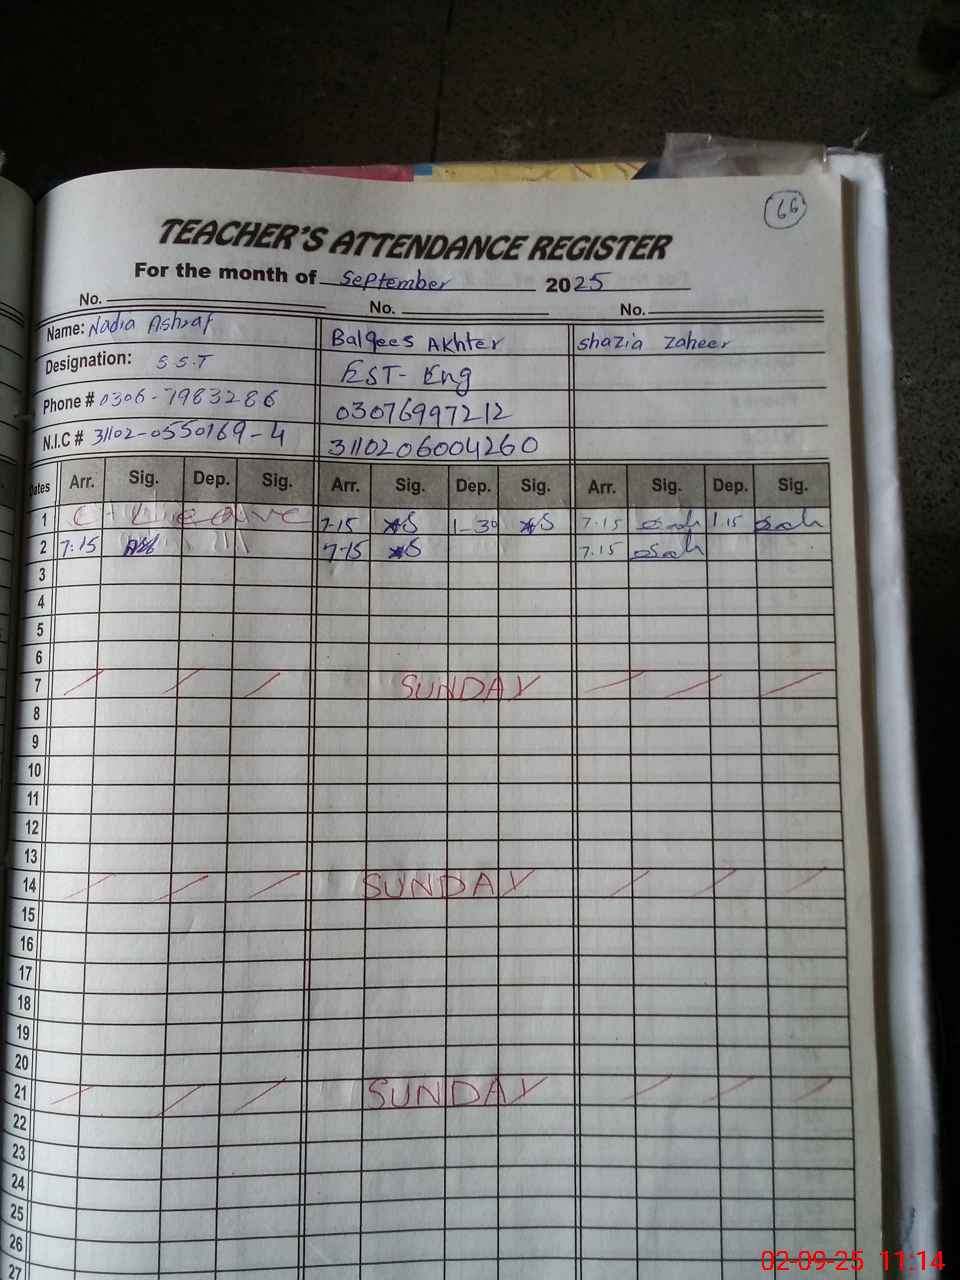 66
TEACHER'S ATTENDANCE REGISTER
For the month of September 2025
No. No. No.
Name: Nadia Ashraf Balqees Akhter Shazia Zaheer
Designation: S.S.T EST- Eng
Phone # 0306-7983286 03076997212
N.I.C # 31102-0550169-4 3110206004260
Dates Arr. Sig. Dep. Sig. Arr. Sig. Dep. Sig. Arr. Sig. Dep. Sig.
1 C-Leave 7-15 1-30 7.15 1.15
2 7:15 7-15 7.15
3
4
5
6
7 SUNDAY
8
9
10
11
12
13
14 SUNDAY
15
16
17
18
19
20
21 SUNDAY
22
23
24
25
26
27
02-09-25 11:14